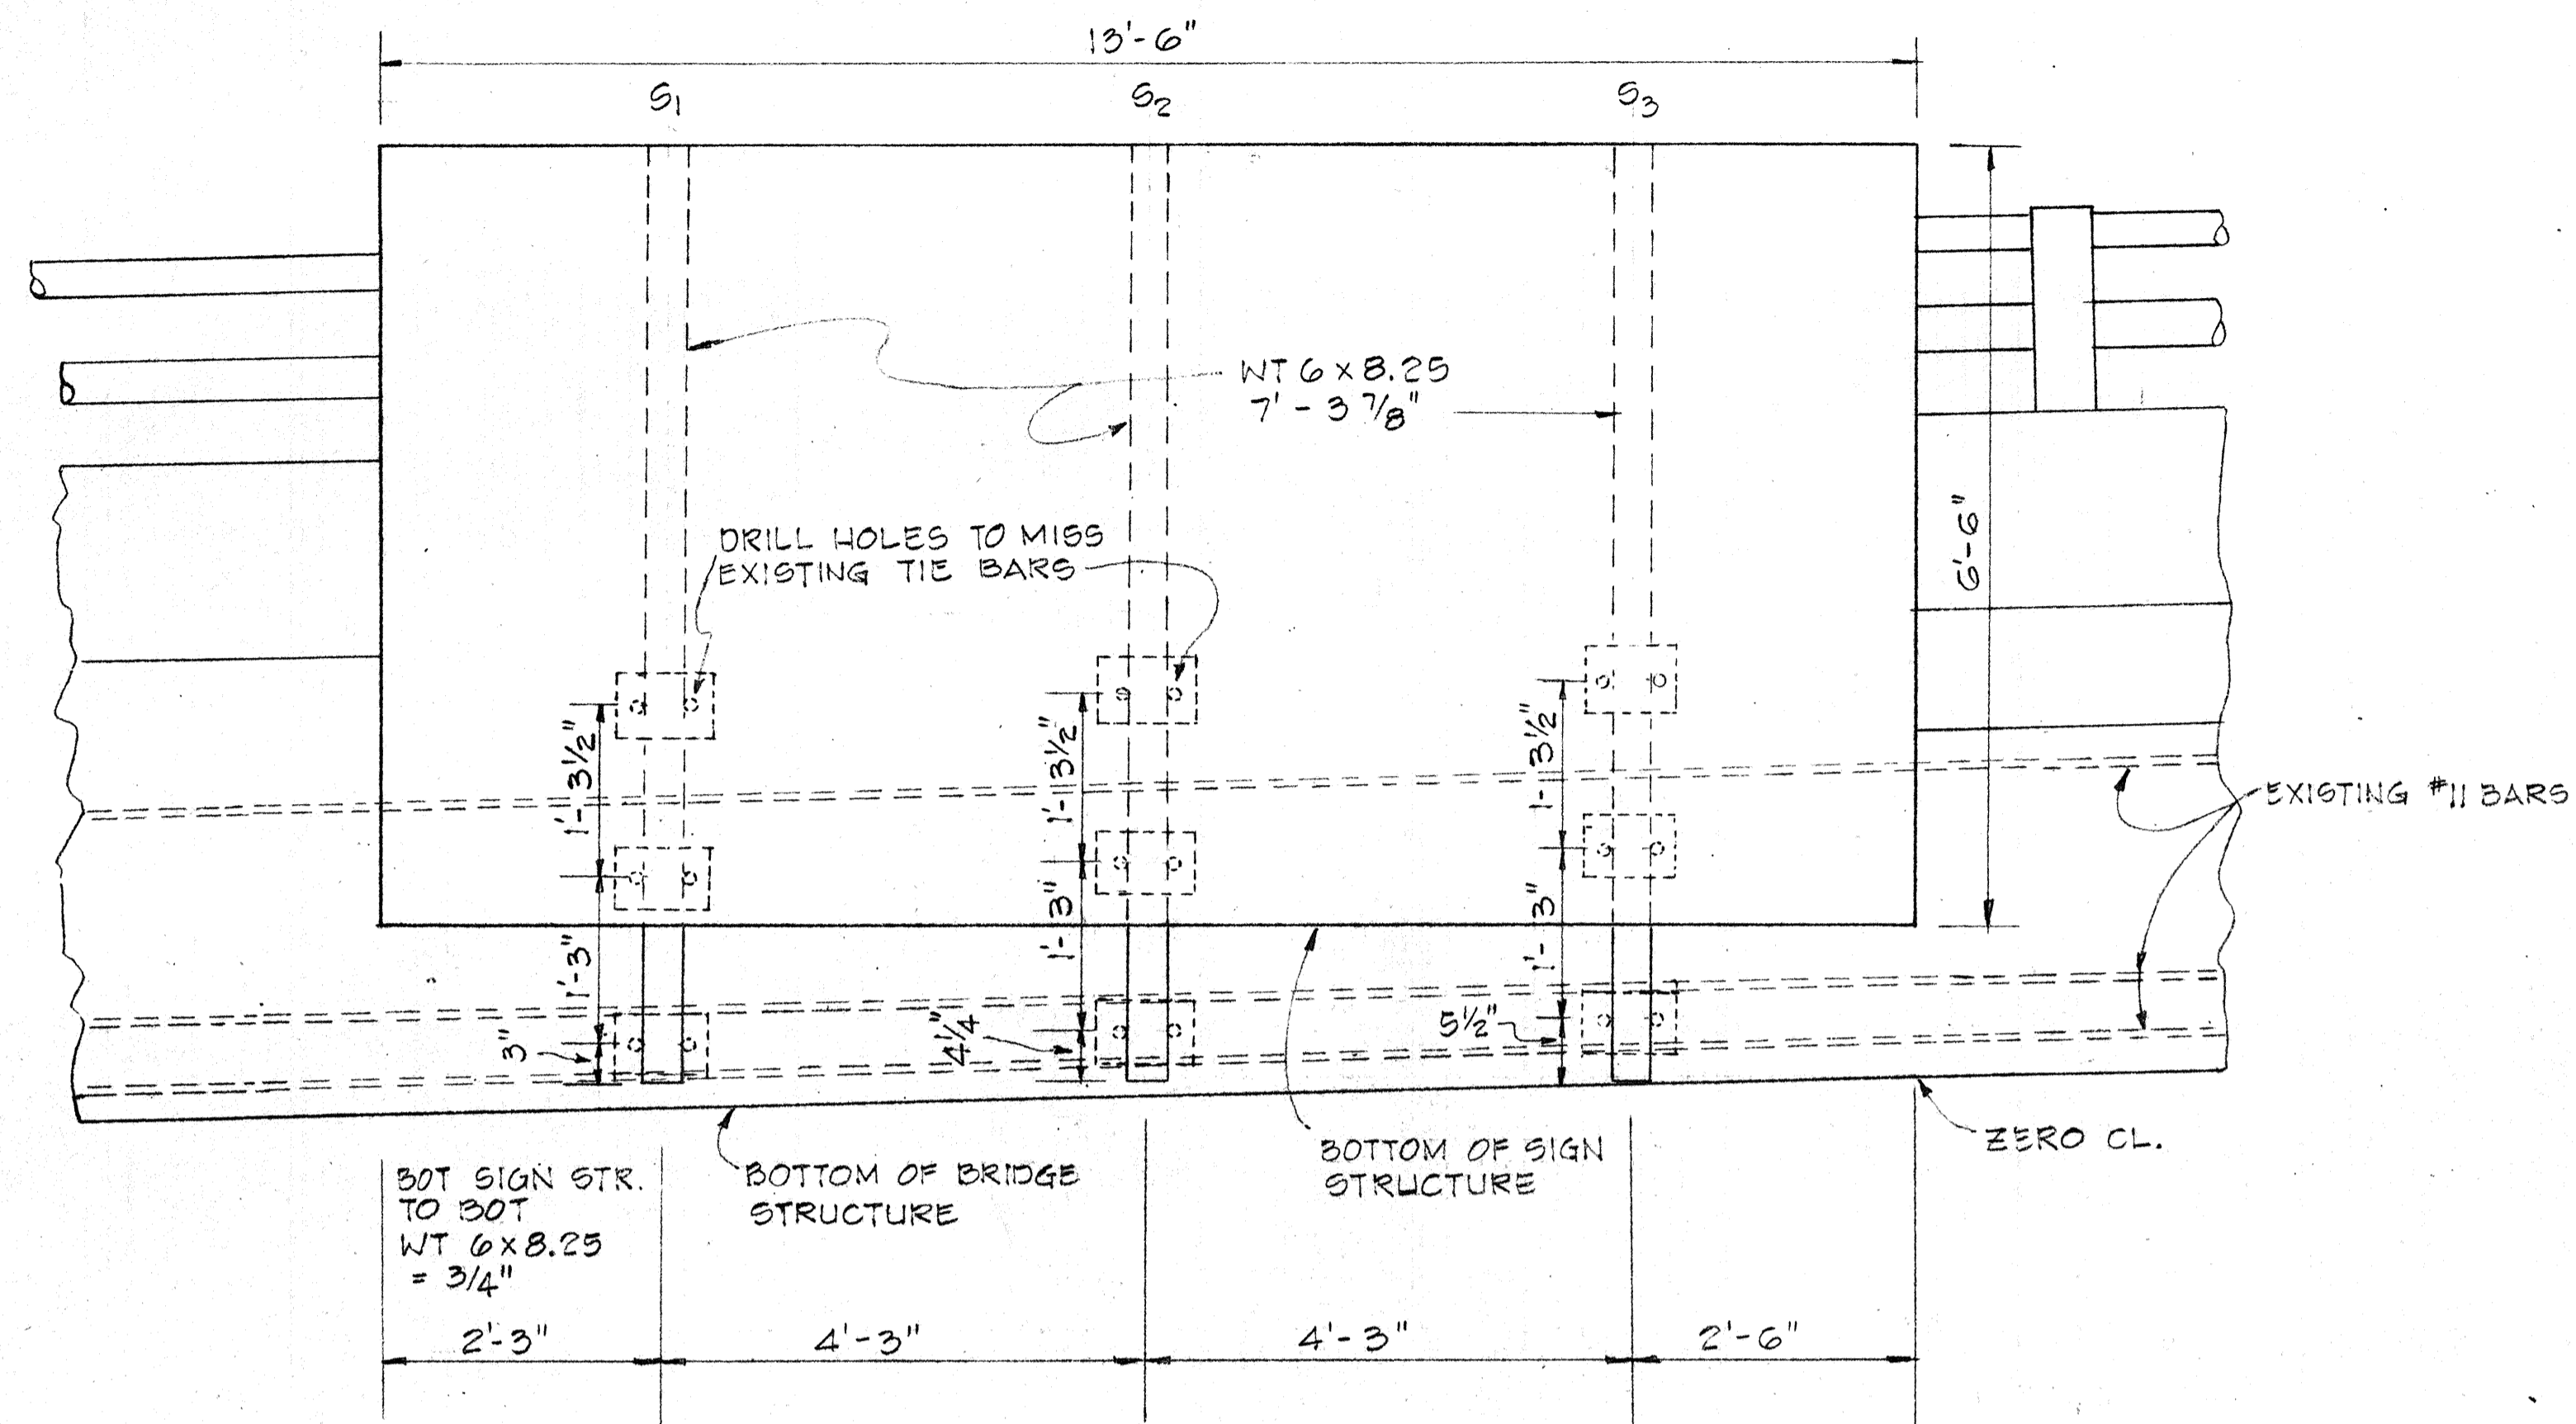 13'-6"
S1 S2 S3
WT 6 x 8.25
7' - 3 7/8"
DRILL HOLES TO MISS
EXISTING TIE BARS
6'-6"
1'-3 1/2"
1'-3 1/2"
1-3 1/2"
EXISTING #11 BARS
1'-3"
1'-3"
1'-3"
3"
4 1/4"
5 1/2"
ZERO CL.
BOT SIGN STR.
TO BOT
WT 6x8.25
= 3/4"
BOTTOM OF BRIDGE
STRUCTURE
BOTTOM OF SIGN
STRUCTURE
2'-3" 4'-3" 4'-3" 2'-6"